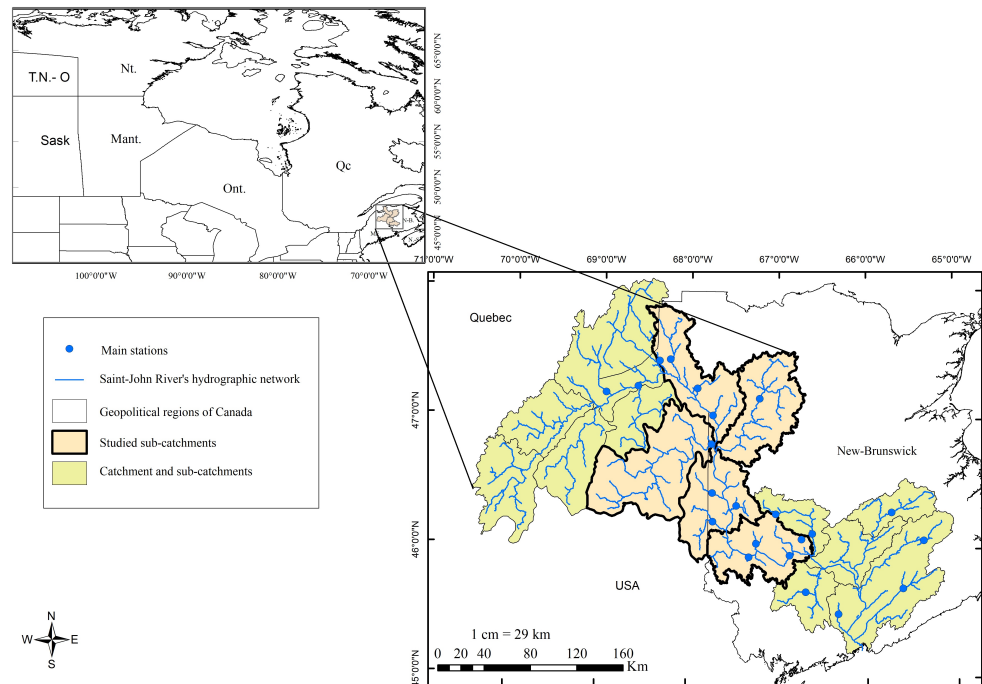 T.N.- O
Nt.
Sask
Mant.
Ont.
Qc
N-B.
65°0'0"N
60°0'0"N
55°0'0"N
50°0'0"N
45°0'0"N
100°0'0"W
90°0'0"W
80°0'0"W
70°0'0"W
71°0'0"W
70°0'0"W
69°0'0"W
68°0'0"W
67°0'0"W
66°0'0"W
65°0'0"W
Quebec
New-Brunswick
USA
47°0'0"N
46°0'0"N
45°0'0"N
Main stations
Saint-John River's hydrographic network
Geopolitical regions of Canada
Studied sub-catchments
Catchment and sub-catchments
N
W
E
S
1 cm = 29 km
0 20 40 80 120 160
Km